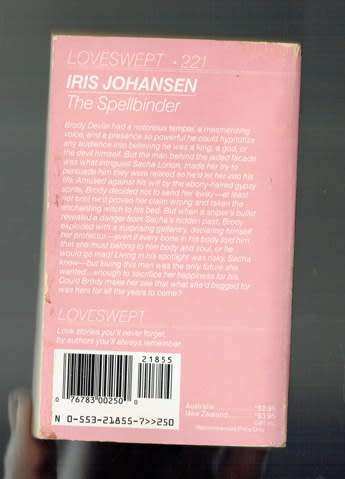 LOVESWEPT • 221
IRIS JOHANSEN
The Spellbinder
Brody Devlin had a notorious temper, a mesmerizing
voice, and a presence so powerful he could hypnotize
any audience into believing he was a king, a god, or
the devil himself. But the man behind the jaded facade
was what intrigued Sacha Lorion, made her try to
persuade him they were related so he'd let her into his
life. Amused against his will by the ebony-haired gypsy
sprite, Brody decided not to send her away—at least
not until he'd proved her claim wrong and taken the
enchanting witch to his bed. But when a sniper's bullet
revealed a danger from Sacha's hidden past, Brody
exploded with a surprising gallantry, declaring himself
her protector—even if every bone in his body told him
that she must belong to him body and soul, or he
would go mad! Living in his spotlight was risky, Sacha
knew—but loving this man was the only future she
wanted...enough to sacrifice her happiness for his.
Could Brody make her see that what she'd begged for
was hers for all the years to come?
LOVESWEPT
Love stories you'll never forget,
by authors you'll always remember
21855
0 76783 00250 0
N 0-553-21855-7>>250
Australia
New Zealand
Recommended Price Only